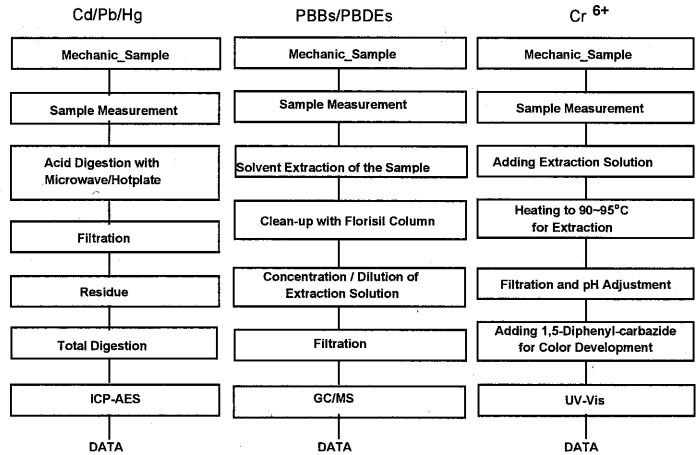 Cd/Pb/Hg
Mechanic_Sample
Sample Measurement
Acid Digestion with
Microwave/Hotplate
Filtration
Residue
Total Digestion
ICP-AES
DATA
PBBs/PBDEs
Mechanic_Sample
Sample Measurement
Solvent Extraction of the Sample
Clean-up with Florisil Column
Concentration / Dilution of
Extraction Solution
Filtration
GC/MS
DATA
Cr 6+
Mechanic_Sample
Sample Measurement
Adding Extraction Solution
Heating to 90~95°C
for Extraction
Filtration and pH Adjustment
Adding 1,5-Diphenyl-carbazide
for Color Development
UV-Vis
DATA